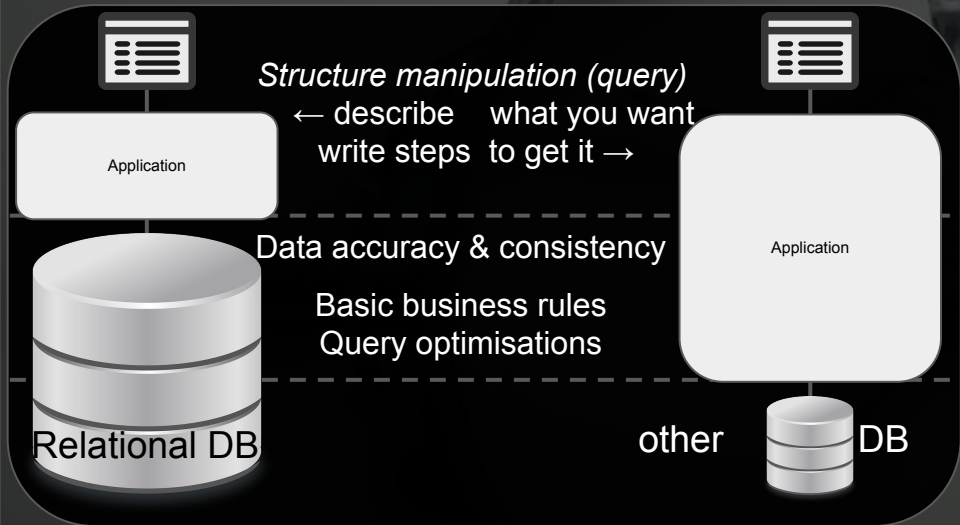 Structure manipulation (query)
← describe what you want
write steps to get it →
Application
Data accuracy & consistency
Application
Basic business rules
Query optimisations
Relational DB
other DB